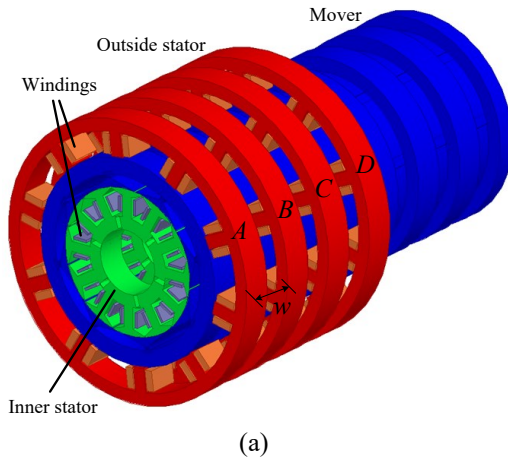 Mover
Outside stator
Windings
D
C
B
A
w
Inner stator
(a)